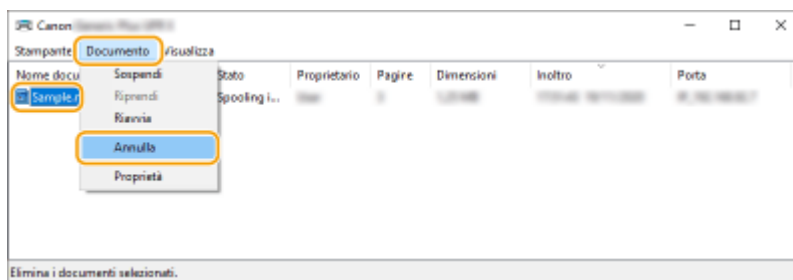 Canon
Stampante Documento Visualizza
Nome docu Stato Proprietario Pagine Dimensioni Inoltro Porta
Sample. Spooling i...
Sospendi
Riprendi
Riavvia
Annulla
Proprietà
Elimina i documenti selezionati.